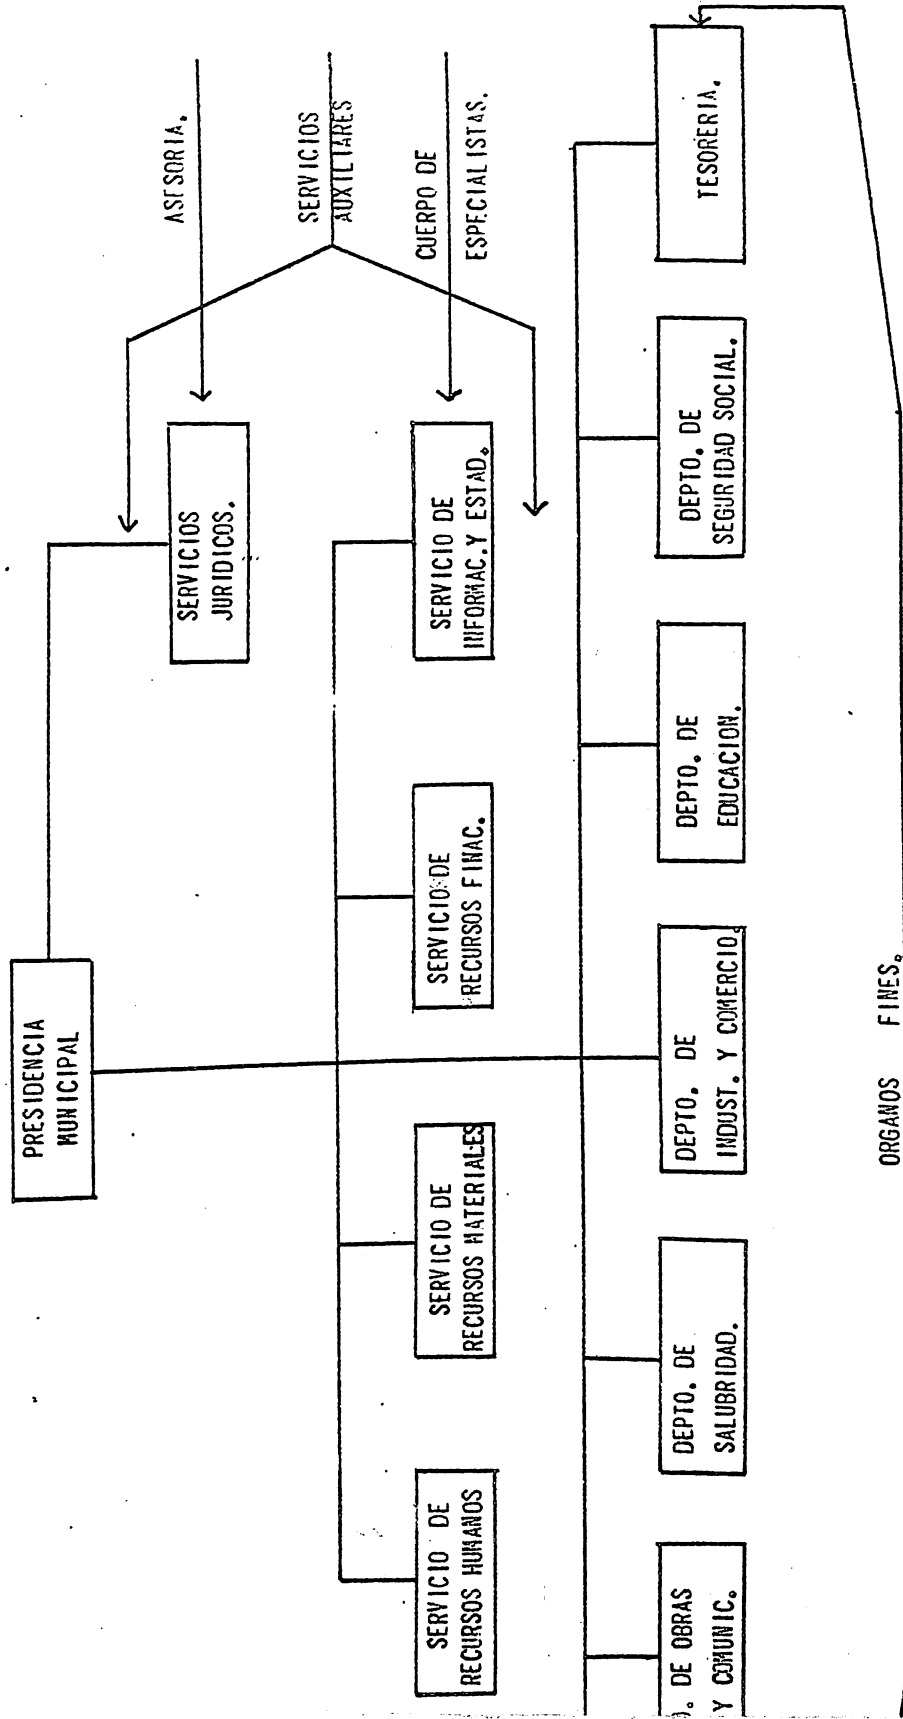 PRESIDENCIA
MUNICIPAL
SERVICIOS
JURIDICOS.
ASESORIA.
SERVICIOS
AUXILIARES
CUERPO DE
ESPECIALISTAS.
SERVICIO DE
RECURSOS HUMANOS
SERVICIO DE
RECURSOS MATERIALES
SERVICIO DE
RECURSOS FINAC.
SERVICIO DE
INFORMAC.Y ESTAD.
). DE OBRAS
Y COMUNIC.
DEPTO. DE
SALUBRIDAD.
DEPTO. DE
INDUST. Y COMERCIO.
DEPTO. DE
EDUCACION.
DEPTO. DE
SEGURIDAD SOCIAL.
TESORERIA.
ORGANOS FINES.